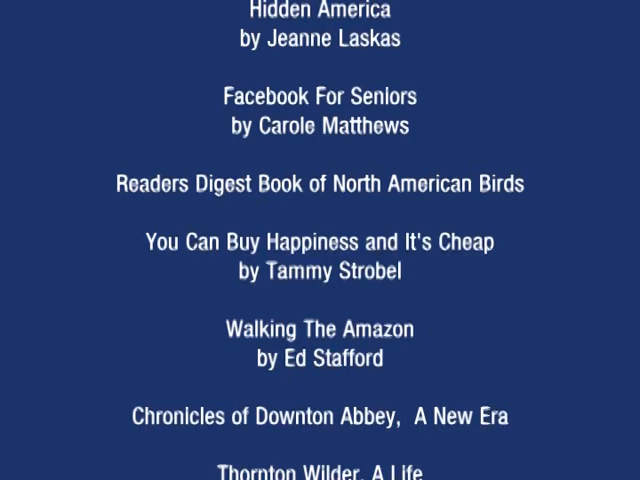 Hidden America
by Jeanne Laskas
Facebook For Seniors
by Carole Matthews
Readers Digest Book of North American Birds
You Can Buy Happiness and It's Cheap
by Tammy Strobel
Walking The Amazon
by Ed Stafford
Chronicles of Downton Abbey,  A New Era
Thornton Wilder, A Life